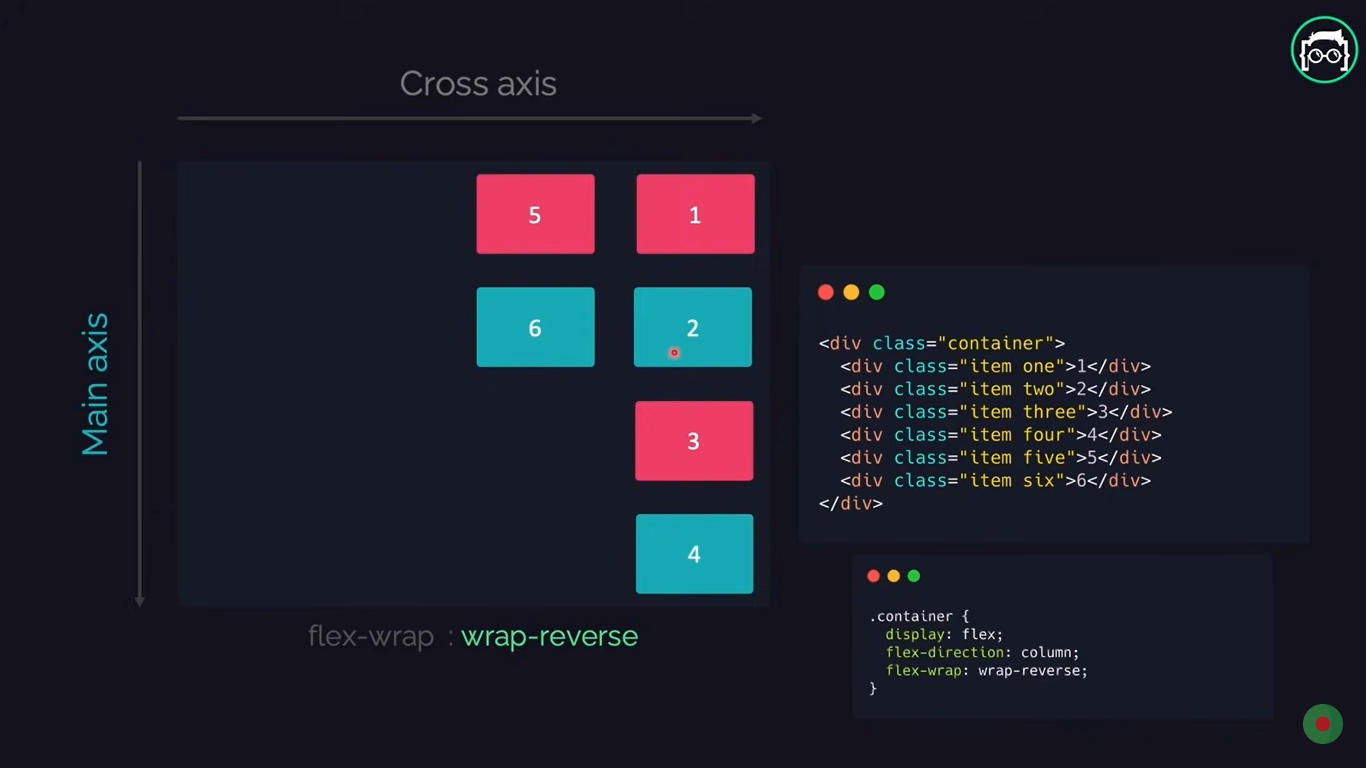 Cross axis
Main axis
5 1
6 2
3
4
flex-wrap : wrap-reverse
<div class="container">
  <div class="item one">1</div>
  <div class="item two">2</div>
  <div class="item three">3</div>
  <div class="item four">4</div>
  <div class="item five">5</div>
  <div class="item six">6</div>
</div>
.container {
  display: flex;
  flex-direction: column;
  flex-wrap: wrap-reverse;
}